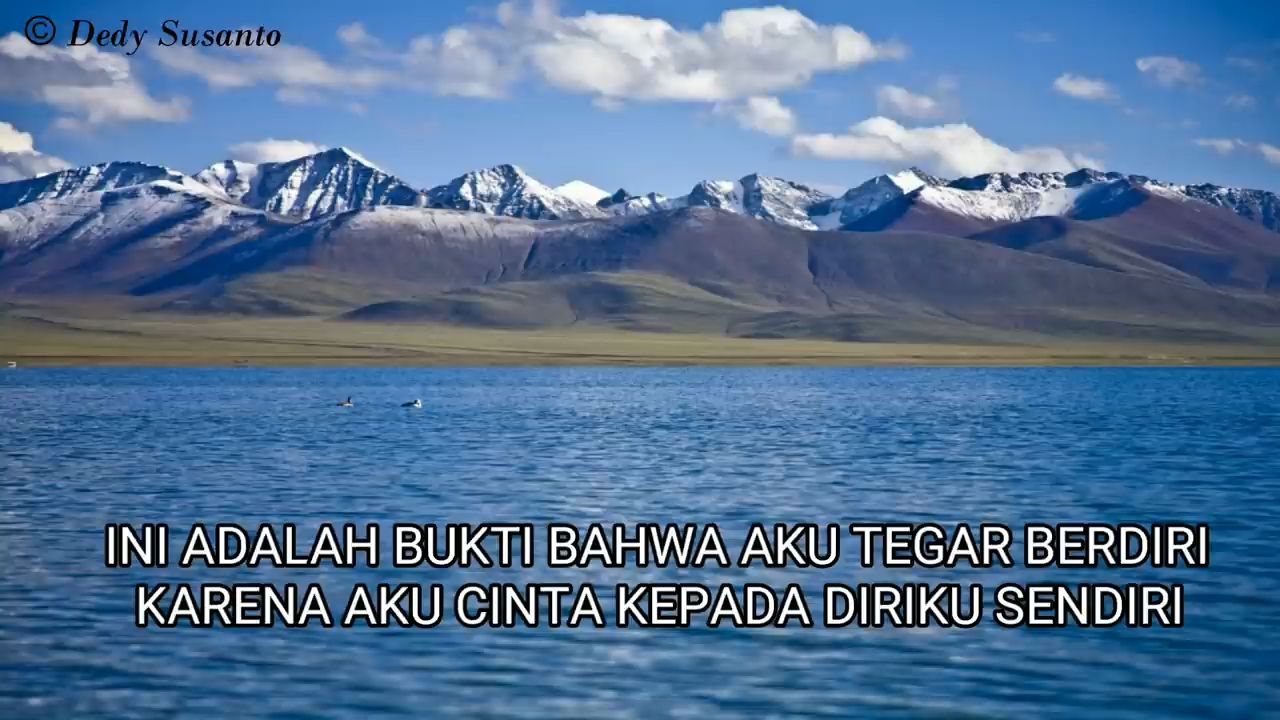 © Dedy Susanto
INI ADALAH BUKTI BAHWA AKU TEGAR BERDIRI
KARENA AKU CINTA KEPADA DIRIKU SENDIRI